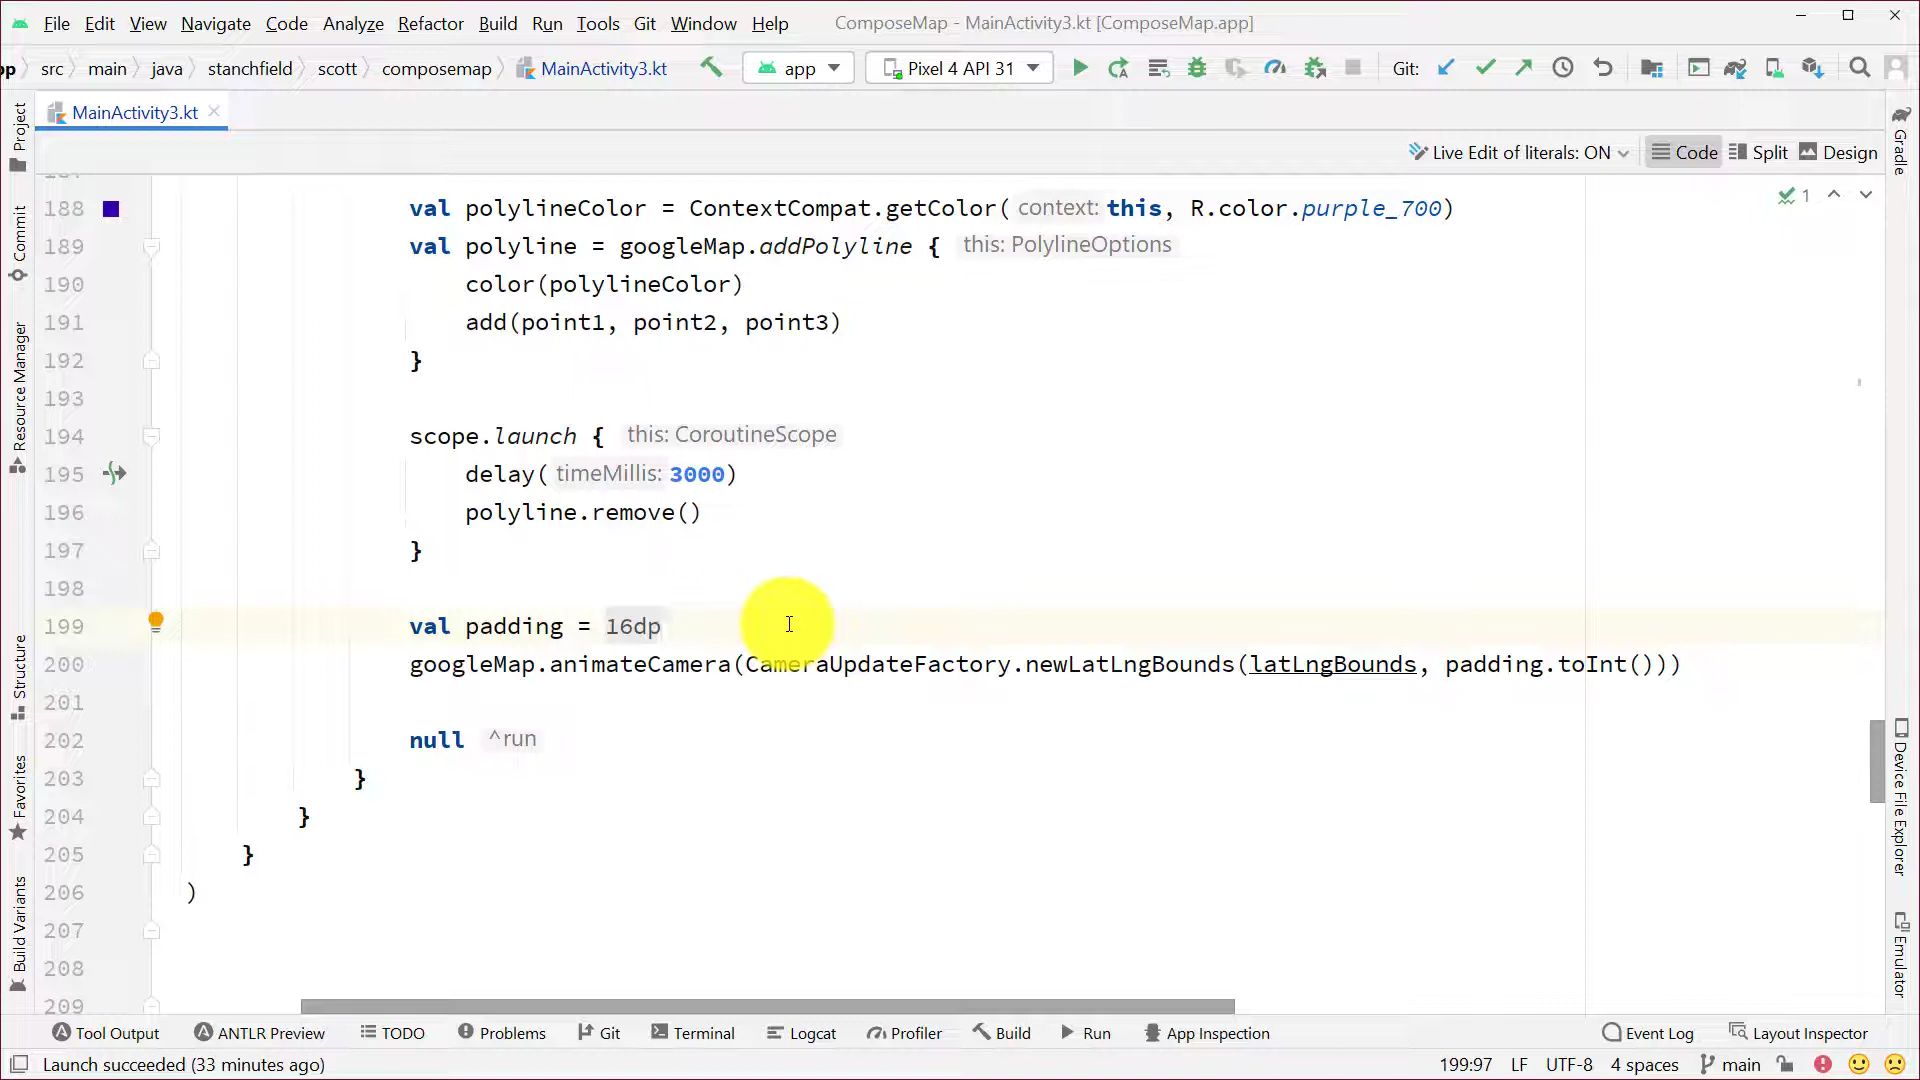 File Edit View Navigate Code Analyze Refactor Build Run Tools Git Window Help ComposeMap - MainActivity3.kt [ComposeMap.app]
src main java stanchfield scott composemap MainActivity3.kt app Pixel 4 API 31 Git:
MainActivity3.kt
Live Edit of literals: ON Code Split Design
188 val polylineColor = ContextCompat.getColor( context: this, R.color.purple_700)
189 val polyline = googleMap.addPolyline { this: PolylineOptions
190 color(polylineColor)
191 add(point1, point2, point3)
192 }
193
194 scope.launch { this: CoroutineScope
195 delay( timeMillis: 3000)
196 polyline.remove()
197 }
198
199 val padding = 16dp
200 googleMap.animateCamera(CameraUpdateFactory.newLatLngBounds(latLngBounds, padding.toInt()))
201
202 null ^run
203 }
204 }
205 }
206 )
207
208
209
1
Project
Commit
Resource Manager
Structure
Favorites
Build Variants
Gradle
Device File Explorer
Emulator
Tool Output ANTLR Preview TODO Problems Git Terminal Logcat Profiler Build Run App Inspection Event Log Layout Inspector
Launch succeeded (33 minutes ago) 199:97 LF UTF-8 4 spaces main